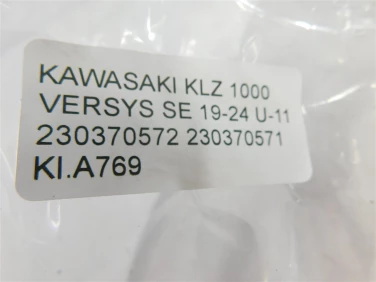 KAWASAKI KLZ 1000
VERSYS SE 19-24 U-11
230370572 230370571
KI.A769